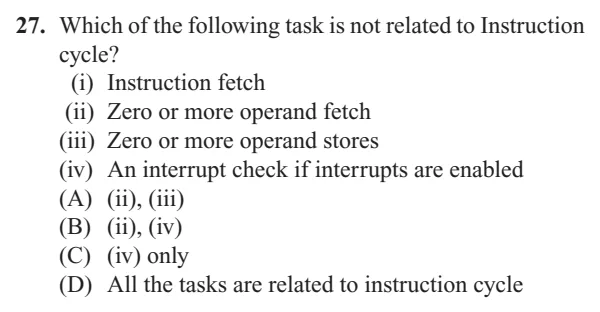 27. Which of the following task is not related to Instruction
cycle?
(i) Instruction fetch
(ii) Zero or more operand fetch
(iii) Zero or more operand stores
(iv) An interrupt check if interrupts are enabled
(A) (ii), (iii)
(B) (ii), (iv)
(C) (iv) only
(D) All the tasks are related to instruction cycle